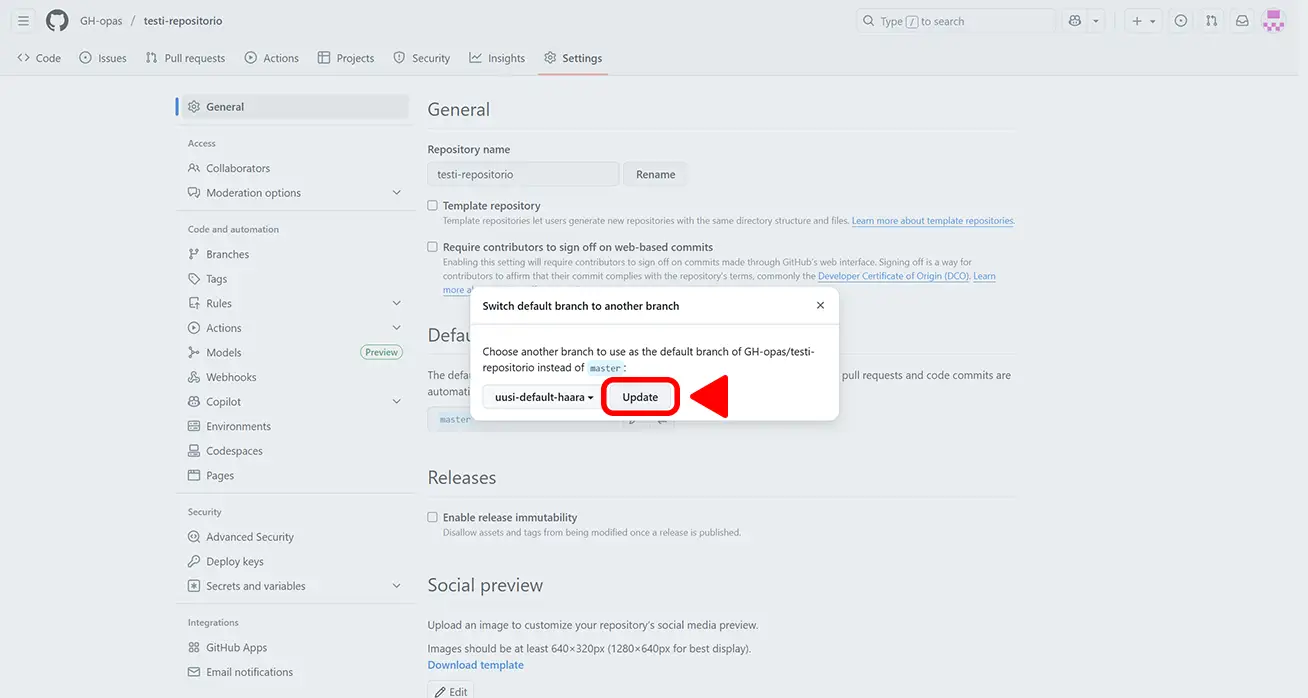 GH-opas / testi-repositorio
Type / to search
Code
Issues
Pull requests
Actions
Projects
Security
Insights
Settings
General
Access
Collaborators
Moderation options
Code and automation
Branches
Tags
Rules
Actions
Models
Preview
Webhooks
Copilot
Environments
Codespaces
Pages
Security
Advanced Security
Deploy keys
Secrets and variables
Integrations
GitHub Apps
Email notifications
General
Repository name
testi-repositorio
Rename
Template repository
Template repositories let users generate new repositories with the same directory structure and files. Learn more about template repositories.
Require contributors to sign off on web-based commits
Enabling this setting will require contributors to sign off on commits made through GitHub's web interface. Signing off is a way for
contributors to affirm that their commit complies with the repository's terms, commonly the Developer Certificate of Origin (DCO). Learn
more
Switch default branch to another branch
Choose another branch to use as the default branch of GH-opas/testi-
repositorio instead of master:
uusi-default-haara
Update
The
pull requests and code commits are
master
Releases
Enable release immutability
Disallow assets and tags from being modified once a release is published.
Social preview
Upload an image to customize your repository's social media preview.
Images should be at least 640×320px (1280×640px for best display).
Download template
Edit